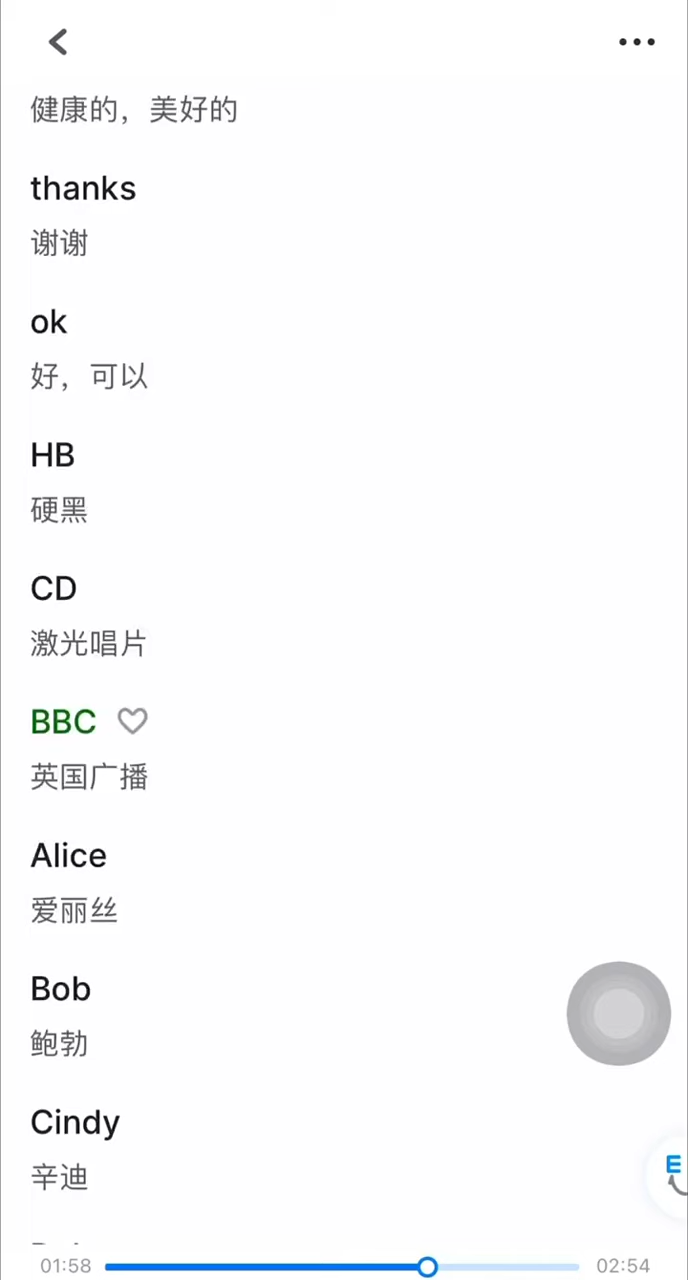 健康的，美好的
thanks
谢谢
ok
好，可以
HB
硬黑
CD
激光唱片
BBC
英国广播
Alice
爱丽丝
Bob
鲍勃
Cindy
辛迪
E
01:58
02:54